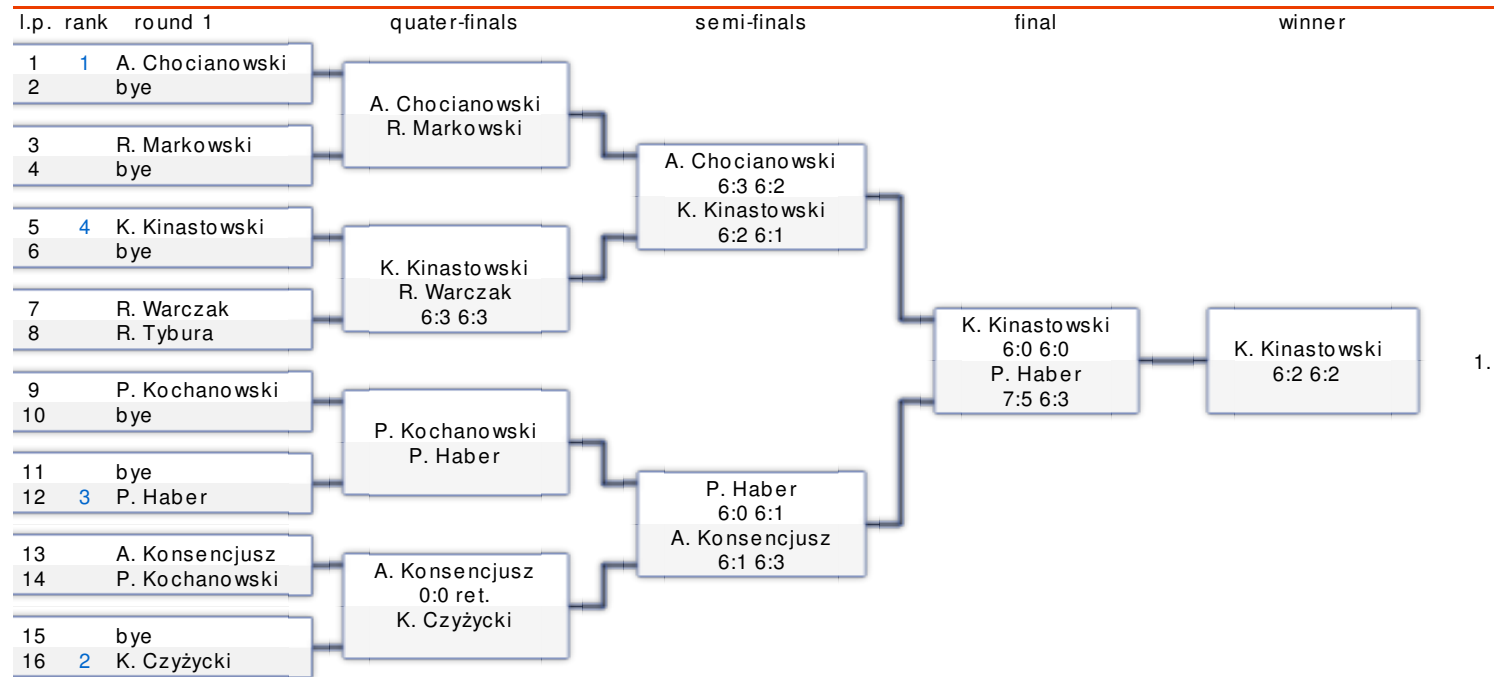 l.p. rank round 1 quater-finals semi-finals final winner
1 1 A. Chocianowski
2 bye
3 R. Markowski
4 bye
5 4 K. Kinastowski
6 bye
7 R. Warczak
8 R. Tybura
9 P. Kochanowski
10 bye
11 bye
12 3 P. Haber
13 A. Konsencjusz
14 P. Kochanowski
15 bye
16 2 K. Czyżycki
A. Chocianowski
R. Markowski
K. Kinastowski
R. Warczak
6:3 6:3
P. Kochanowski
P. Haber
A. Konsencjusz
0:0 ret.
K. Czyżycki
A. Chocianowski
6:3 6:2
K. Kinastowski
6:2 6:1
P. Haber
6:0 6:1
A. Konsencjusz
6:1 6:3
K. Kinastowski
6:0 6:0
P. Haber
7:5 6:3
K. Kinastowski
6:2 6:2
1.